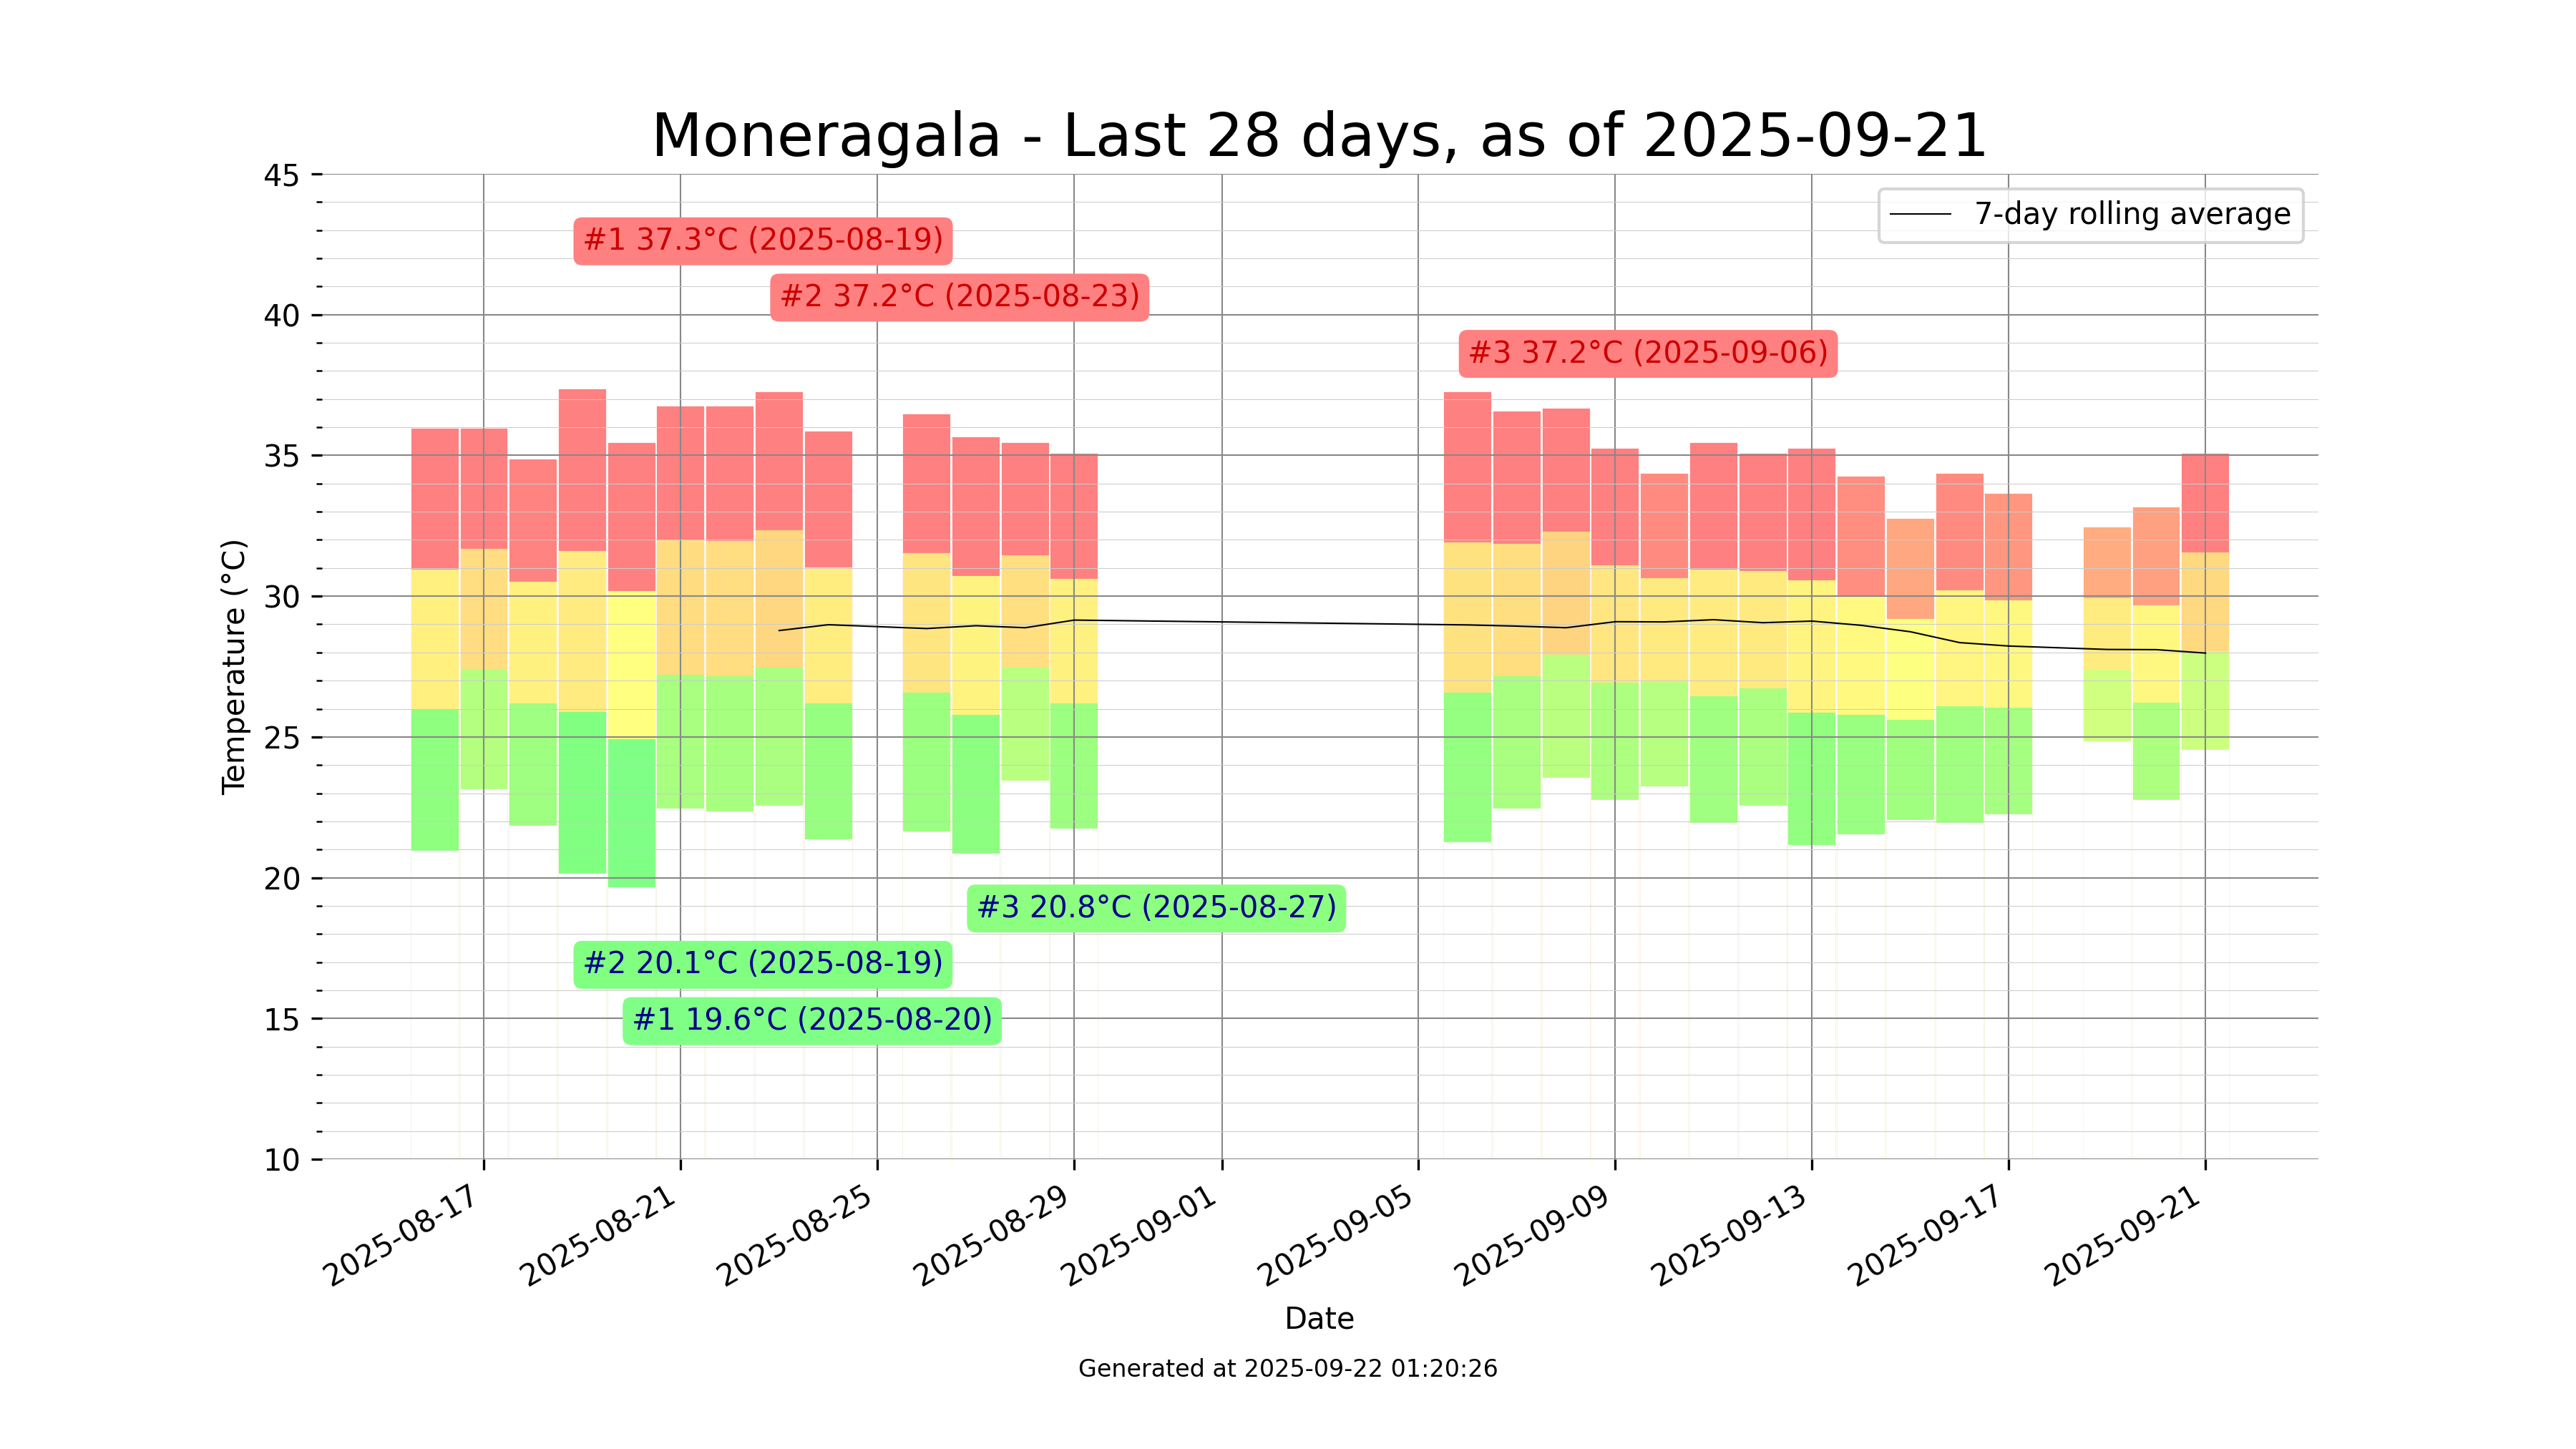 Moneragala - Last 28 days, as of 2025-09-21
7-day rolling average
#1 37.3°C (2025-08-19)
#2 37.2°C (2025-08-23)
#3 37.2°C (2025-09-06)
#3 20.8°C (2025-08-27)
#2 20.1°C (2025-08-19)
#1 19.6°C (2025-08-20)
Temperature (°C)
45
40
35
30
25
20
15
10
2025-08-17
2025-08-21
2025-08-25
2025-08-29
2025-09-01
2025-09-05
2025-09-09
2025-09-13
2025-09-17
2025-09-21
Date
Generated at 2025-09-22 01:20:26